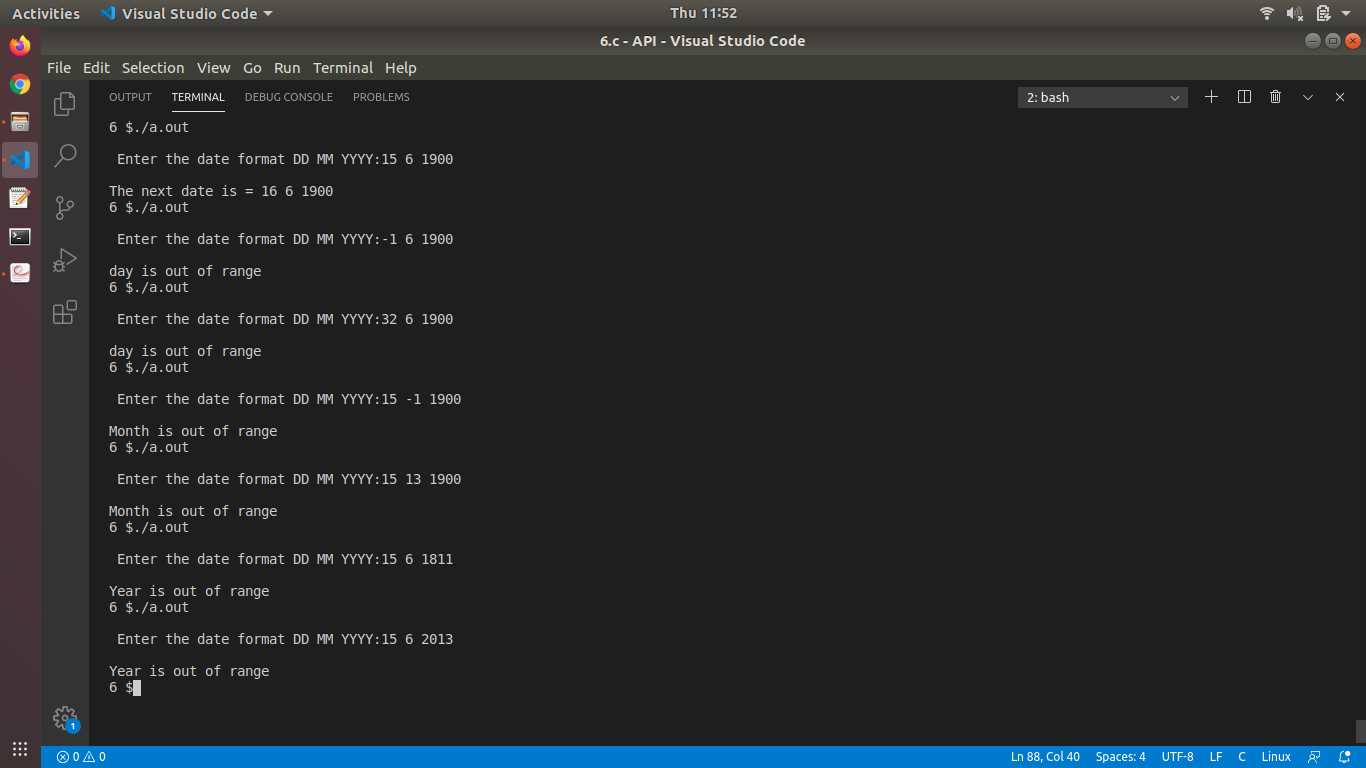 Activities Visual Studio Code Thu 11:52
6.c - API - Visual Studio Code
File Edit Selection View Go Run Terminal Help
OUTPUT TERMINAL DEBUG CONSOLE PROBLEMS 2: bash
6 $./a.out
Enter the date format DD MM YYYY:15 6 1900
The next date is = 16 6 1900
6 $./a.out
Enter the date format DD MM YYYY:-1 6 1900
day is out of range
6 $./a.out
Enter the date format DD MM YYYY:32 6 1900
day is out of range
6 $./a.out
Enter the date format DD MM YYYY:15 -1 1900
Month is out of range
6 $./a.out
Enter the date format DD MM YYYY:15 13 1900
Month is out of range
6 $./a.out
Enter the date format DD MM YYYY:15 6 1811
Year is out of range
6 $./a.out
Enter the date format DD MM YYYY:15 6 2013
Year is out of range
6 $
1
0 0 Ln 88, Col 40 Spaces: 4 UTF-8 LF C Linux